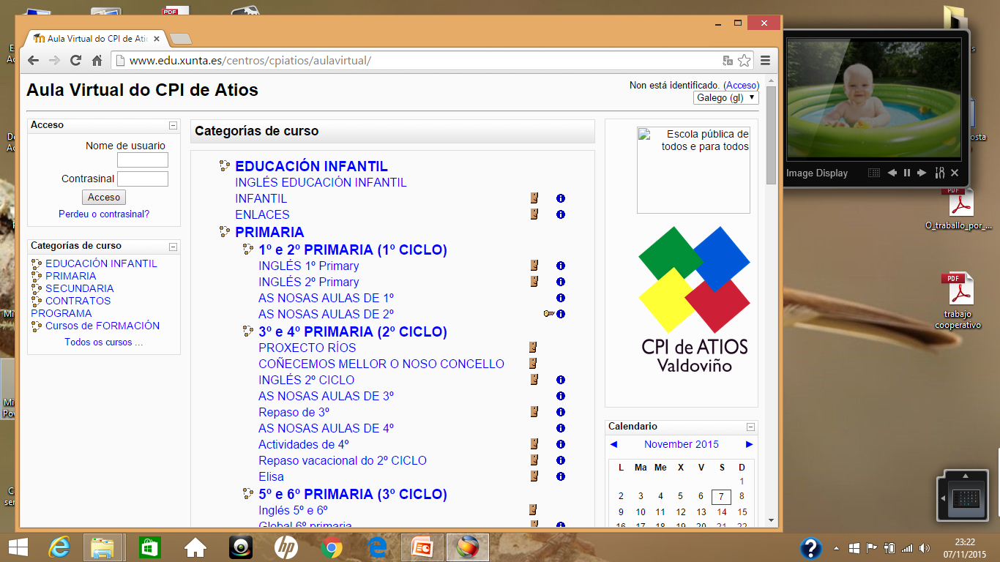 PDF
Aula Virtual do CPI de Atio
www.edu.xunta.es/centros/cpiatios/aulavirtual/
Aula Virtual do CPI de Atios
Non está identificado. (Acceso)
Galego (gl)
Acceso
Nome de usuario
Contrasinal
Acceso
Perdeu o contrasinal?
Categorías de curso
EDUCACIÓN INFANTIL
PRIMARIA
SECUNDARIA
CONTRATOS
PROGRAMA
Cursos de FORMACIÓN
Todos os cursos ...
Categorías de curso
EDUCACIÓN INFANTIL
INGLÉS EDUCACIÓN INFANTIL
INFANTIL
ENLACES
PRIMARIA
1º e 2º PRIMARIA (1º CICLO)
INGLÉS 1º Primary
INGLÉS 2º Primary
AS NOSAS AULAS DE 1º
AS NOSAS AULAS DE 2º
3º e 4º PRIMARIA (2º CICLO)
PROXECTO RÍOS
COÑECEMOS MELLOR O NOSO CONCELLO
INGLÉS 2º CICLO
AS NOSAS AULAS DE 3º
Repaso de 3º
AS NOSAS AULAS DE 4º
Actividades de 4º
Repaso vacacional do 2º CICLO
Elisa
5º e 6º PRIMARIA (3º CICLO)
Inglés 5º e 6º
Global 6º primaria
Escola pública de
todos e para todos
CPI de ATIOS
Valdoviño
Calendario
November 2015
L Ma Me X V S D
1
2 3 4 5 6 7 8
9 10 11 12 13 14 15
16 17 18 19 20 21 22
Image Display
PDF
O_traballo_por_...
PDF
trabajo
cooperativo
hp
23:22
07/11/2015